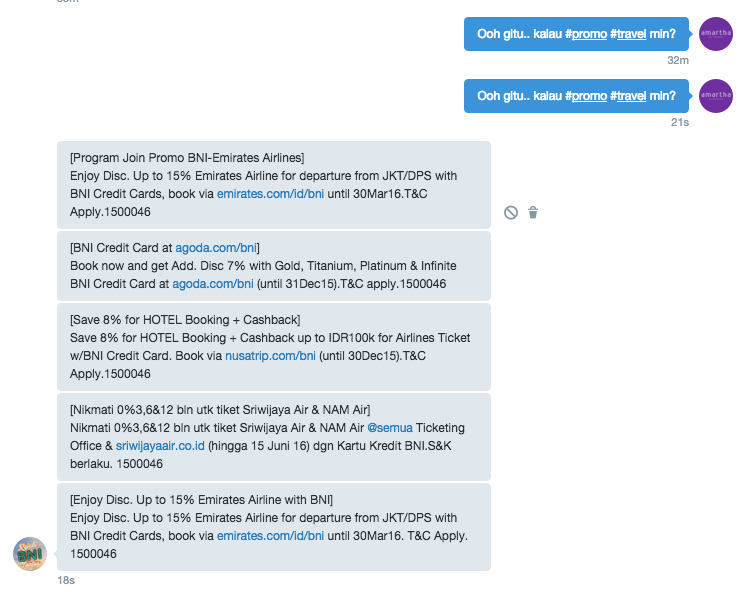 Ooh gitu.. kalau #promo #travel min?
amartha
32m
Ooh gitu.. kalau #promo #travel min?
amartha
21s
[Program Join Promo BNI-Emirates Airlines]
Enjoy Disc. Up to 15% Emirates Airline for departure from JKT/DPS with
BNI Credit Cards, book via emirates.com/id/bni until 30Mar16.T&C
Apply.1500046
[BNI Credit Card at agoda.com/bni]
Book now and get Add. Disc 7% with Gold, Titanium, Platinum & Infinite
BNI Credit Card at agoda.com/bni (until 31Dec15).T&C apply.1500046
[Save 8% for HOTEL Booking + Cashback]
Save 8% for HOTEL Booking + Cashback up to IDR100k for Airlines Ticket
w/BNI Credit Card. Book via nusatrip.com/bni (until 30Dec15).T&C
Apply.1500046
[Nikmati 0%3,6&12 bln utk tiket Sriwijaya Air & NAM Air]
Nikmati 0%3,6&12 bln utk tiket Sriwijaya Air & NAM Air @semua Ticketing
Office & sriwijayaair.co.id (hingga 15 Juni 16) dgn Kartu Kredit BNI.S&K
berlaku. 1500046
[Enjoy Disc. Up to 15% Emirates Airline with BNI]
Enjoy Disc. Up to 15% Emirates Airline for departure from JKT/DPS with
BNI Credit Cards, book via emirates.com/id/bni until 30Mar16. T&C Apply.
1500046
BNI
18s